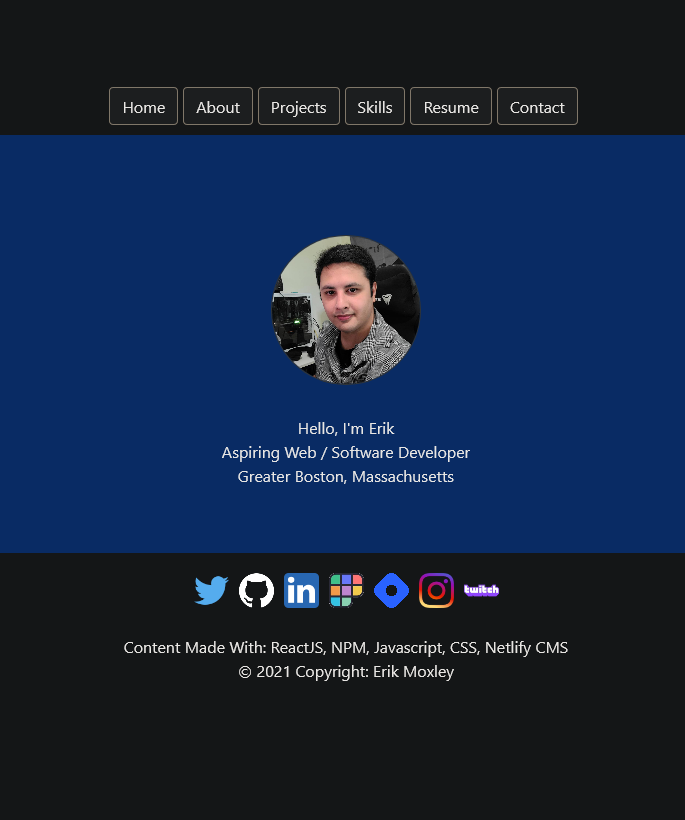 Home About Projects Skills Resume Contact
Hello, I'm Erik
Aspiring Web / Software Developer
Greater Boston, Massachusetts
in twitch
Content Made With: ReactJS, NPM, Javascript, CSS, Netlify CMS
© 2021 Copyright: Erik Moxley